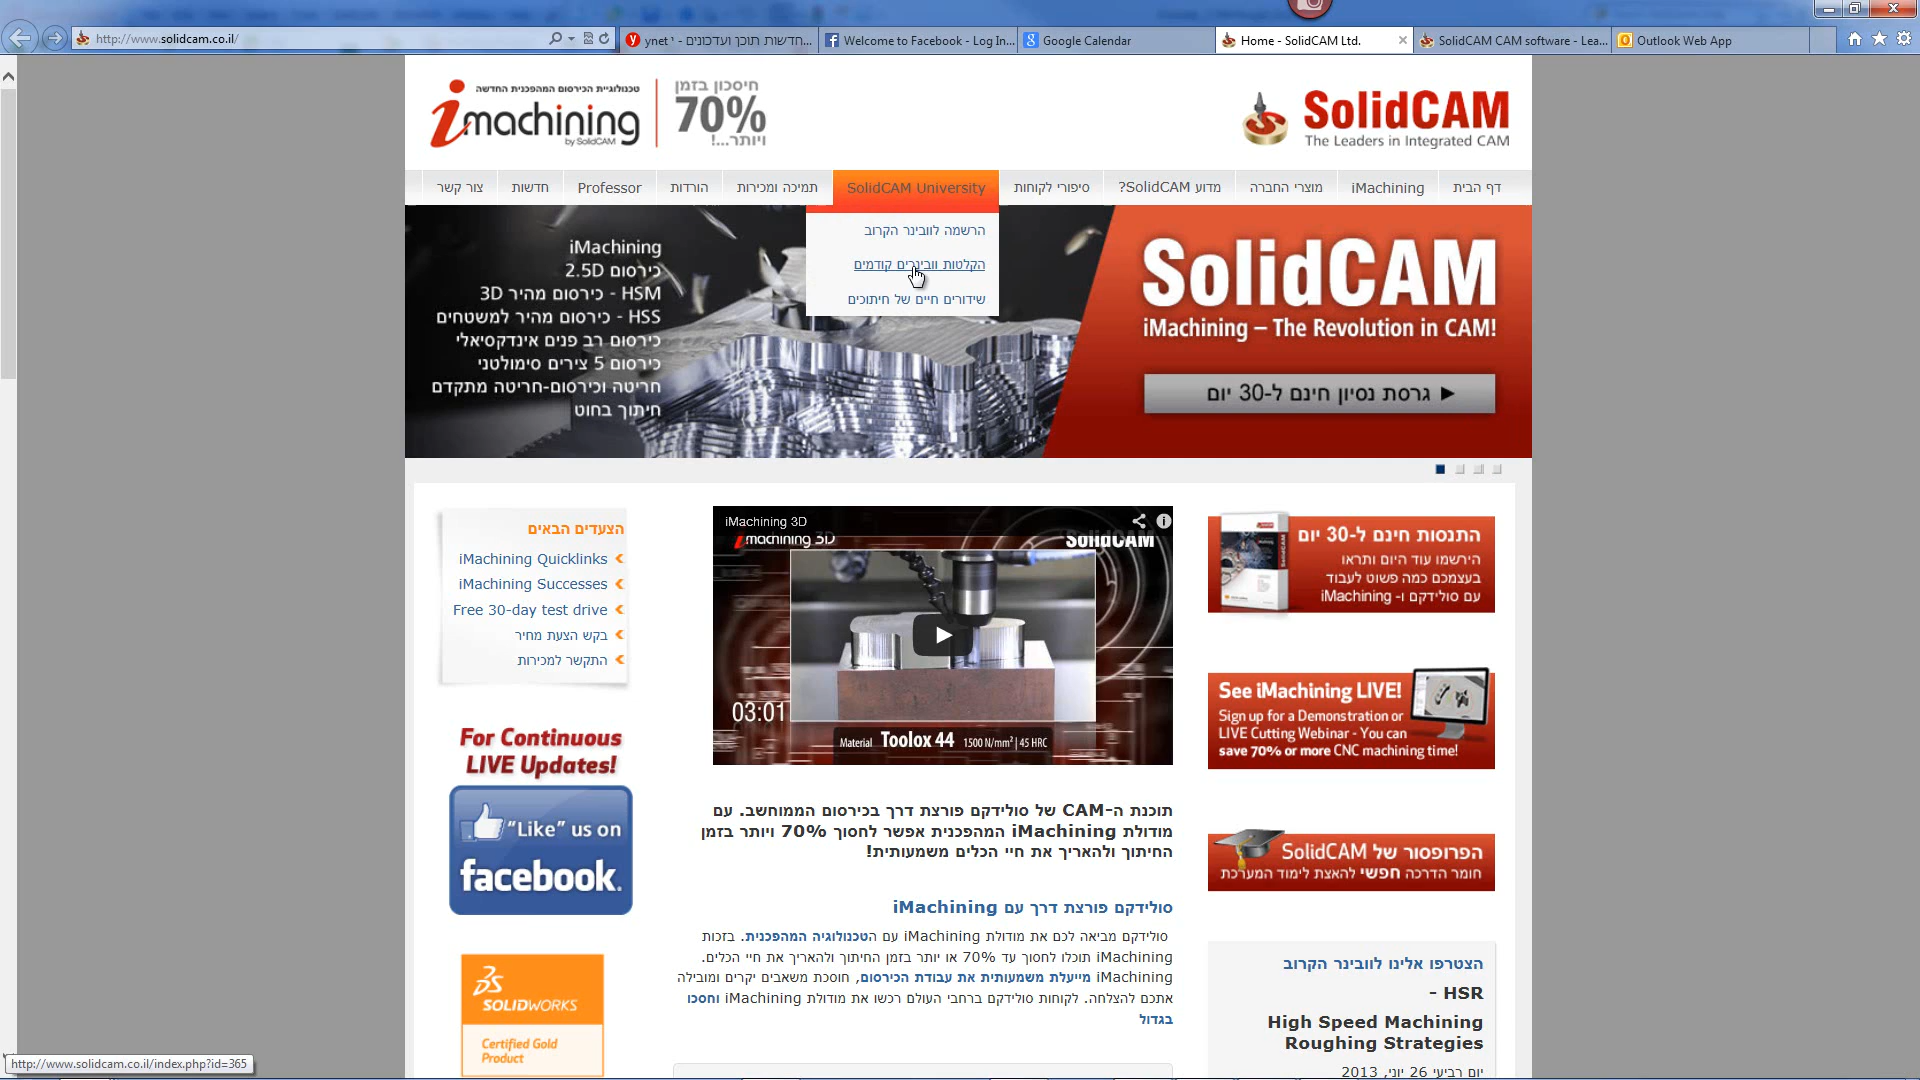 http://www.solidcam.co.il/
ynet - חדשות תוכן ועדכונים...
Welcome to Facebook - Log In...
Google Calendar
Home - SolidCAM Ltd.
SolidCAM CAM software - Lea...
Outlook Web App
טכנולוגיית הכירסום המהפכנית החדשה
imachining
by SolidCAM
חיסכון בזמן
70%
ויותר...!
SolidCAM
The Leaders in Integrated CAM
דף הבית
iMachining
מוצרי החברה
מדוע SolidCAM?
סיפורי לקוחות
SolidCAM University
תמיכה ומכירות
הורדות
Professor
חדשות
צור קשר
הרשמה לוובינר הקרוב
הקלטות וובינרים קודמים
שידורים חיים של חיתוכים
iMachining
כירסום 2.5D
HSM - כירסום מהיר 3D
HSS - כירסום מהיר למשטחים
כירסום רב פנים אינדקסיאלי
כירסום 5 צירים סימולטני
חריטה וכירסום-חריטה מתקדם
חיתוך בחוט
SolidCAM
iMachining – The Revolution in CAM!
גרסת נסיון חינם ל-30 יום
הצעדים הבאים
iMachining Quicklinks
iMachining Successes
Free 30-day test drive
בקש הצעת מחיר
התקשר למכירות
For Continuous
LIVE Updates!
"Like" us on
facebook.
SOLIDWORKS
Certified Gold
Product
iMachining 3D
imachining 3D
SolidCAM
03:01
Material Toolox 44 1500 N/mm² | 45 HRC
תוכנת ה-CAM של סולידקם פורצת דרך בכירסום הממוחשב. עם
מודולת iMachining המהפכנית אפשר לחסוך 70% ויותר בזמן
החיתוך ולהאריך את חיי הכלים משמעותית!
סולידקם פורצת דרך עם iMachining
סולידקם מביאה לכם את מודולת iMachining עם הטכנולוגיה המהפכנית. בזכות
iMachining תוכלו לחסוך עד 70% או יותר בזמן החיתוך ולהאריך את חיי הכלים.
iMachining מייעלת משמעותית את עבודת הכירסום, חוסכת משאבים יקרים ומובילה
אתכם להצלחה. לקוחות סולידקם ברחבי העולם רכשו את מודולת iMachining וחסכו
בגדול
התנסות חינם ל-30 יום
הירשמו עוד היום ותראו
בעצמכם כמה פשוט לעבוד
עם סולידקם ו- iMachining
See iMachining LIVE!
Sign up for a Demonstration or
LIVE Cutting Webinar - You can
save 70% or more CNC machining time!
הפרופסור של SolidCAM
חומר הדרכה חפשי להאצת לימוד המערכת
הצטרפו אלינו לוובינר הקרוב
HSR -
High Speed Machining
Roughing Strategies
יום רביעי 26 יוני, 2013
http://www.solidcam.co.il/index.php?id=365